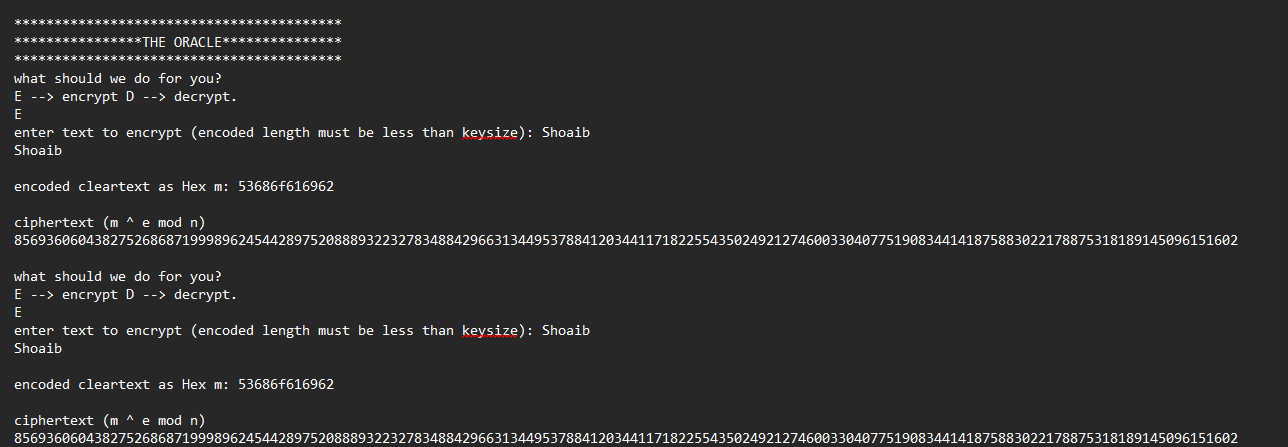 *****************************************
****************THE ORACLE***************
*****************************************
what should we do for you?
E --> encrypt D --> decrypt.
E
enter text to encrypt (encoded length must be less than keysize): Shoaib
Shoaib
encoded cleartext as Hex m: 53686f616962
ciphertext (m ^ e mod n)
856936060438275268687199989624544289752088893223278348842966313449537884120344117182255435024921274600330407751908344141875883022178875318189145096151602
what should we do for you?
E --> encrypt D --> decrypt.
E
enter text to encrypt (encoded length must be less than keysize): Shoaib
Shoaib
encoded cleartext as Hex m: 53686f616962
ciphertext (m ^ e mod n)
856936060438275268687199989624544289752088893223278348842966313449537884120344117182255435024921274600330407751908344141875883022178875318189145096151602